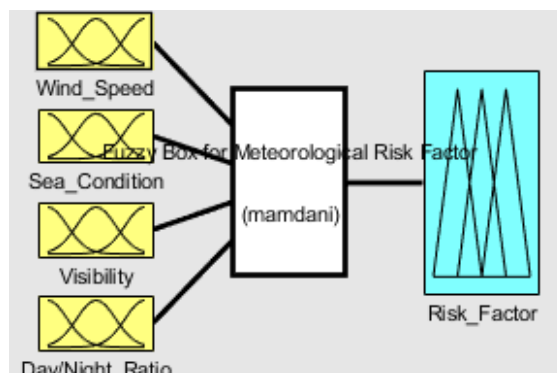 Wind_Speed
Fuzzy Box for Meteorological Risk Factor
Sea_Condition
(mamdani)
Visibility
Risk_Factor
Day/Night_Ratio